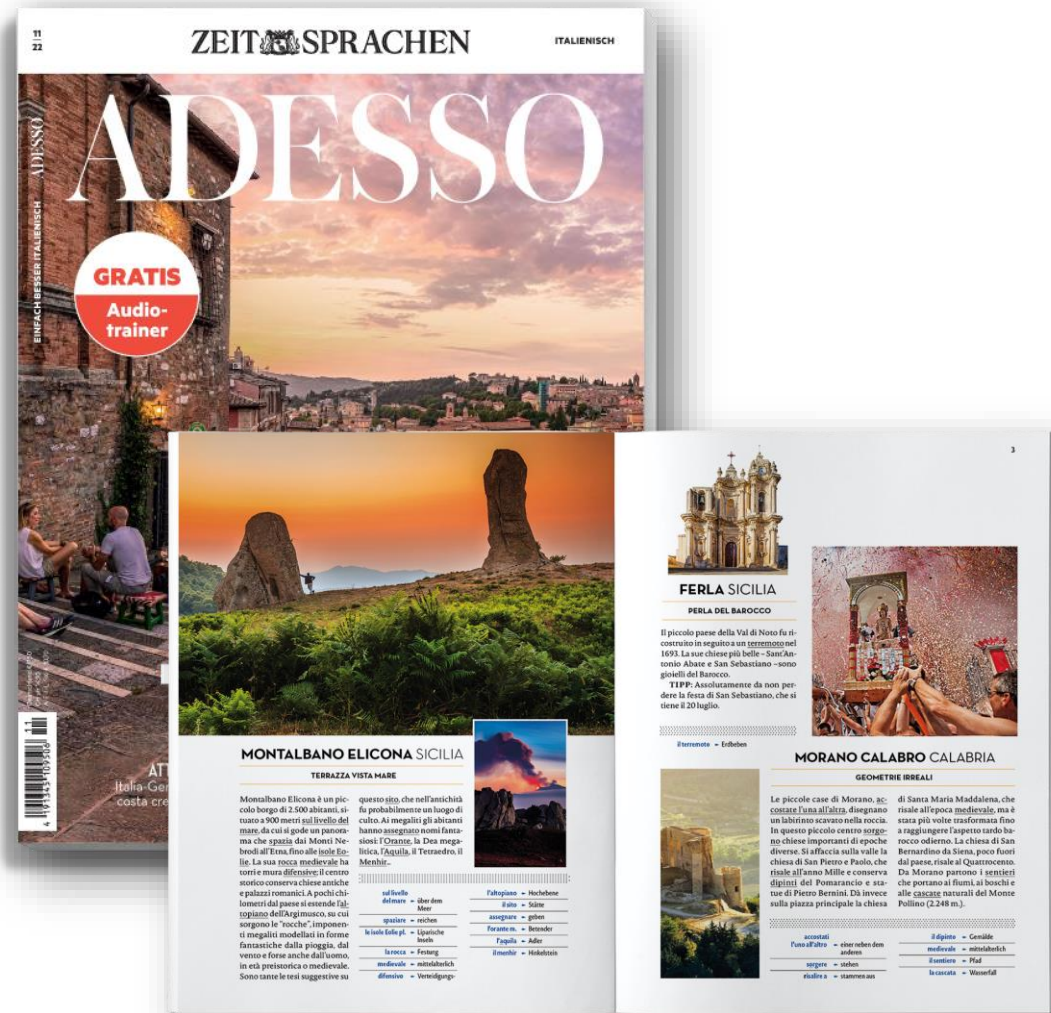 11
22
ZEIT SPRACHEN
ITALIENISCH
ADESSO
ADESSO
EINFACH BESSER ITALIENISCH
GRATIS
Audio-
trainer
Italia-Ger
costa cre
11
4 191345 109506
MONTALBANO ELICONA SICILIA
TERRAZZA VISTA MARE
Montalbano Elicona è un pic-
colo borgo di 2.500 abitanti, si-
tuato a 900 metri sul livello del
mare, da cui si gode un panora-
ma che spazia dai Monti Ne-
brodi all'Etna, fino alle isole Eo-
lie. La sua rocca medievale ha
torri e mura difensive; il centro
storico conserva chiese antiche
e palazzi romanici. A pochi chi-
lometri dal paese si estende l'al-
topiano dell'Argimusco, su cui
sorgono le "rocche", imponen-
ti megaliti modellati in forme
fantastiche dalla pioggia, dal
vento e forse anche dall'uomo,
in età preistorica o medievale.
Sono tante le tesi suggestive su
questo sito, che nell'antichità
fu probabilmente un luogo di
culto. Ai megaliti gli abitanti
hanno assegnato nomi fanta-
siosi: l'Orante, la Dea mega-
litica, l'Aquila, il Tetraedro, il
Menhir...
sul livello
del mare - über dem
Meer
spaziare - reichen
le isole Eolie pl. - Liparische
Inseln
la rocca - Festung
medievale - mittelalterlich
difensivo - Verteidigungs-
l'altopiano - Hochebene
il sito - Stätte
assegnare - geben
l'orante m. - Betender
l'aquila - Adler
il menhir - Hinkelstein
3
FERLA SICILIA
PERLA DEL BAROCCO
Il piccolo paese della Val di Noto fu ri-
costruito in seguito a un terremoto nel
1693. La sue chiese più belle – Sant'An-
tonio Abate e San Sebastiano –sono
gioielli del Barocco.
TIPP: Assolutamente da non per-
dere la festa di San Sebastiano, che si
tiene il 20 luglio.
il terremoto - Erdbeben
MORANO CALABRO CALABRIA
GEOMETRIE IRREALI
Le piccole case di Morano, ac-
costate l'una all'altra, disegnano
un labirinto scavato nella roccia.
In questo piccolo centro sorgo-
no chiese importanti di epoche
diverse. Si affaccia sulla valle la
chiesa di San Pietro e Paolo, che
risale all'anno Mille e conserva
dipinti del Pomarancio e sta-
tue di Pietro Bernini. Dà invece
sulla piazza principale la chiesa
di Santa Maria Maddalena, che
risale all'epoca medievale, ma è
stata più volte trasformata fino
a raggiungere l'aspetto tardo ba-
rocco odierno. La chiesa di San
Bernardino da Siena, poco fuori
dal paese, risale al Quattrocento.
Da Morano partono i sentieri
che portano ai fiumi, ai boschi e
alle cascate naturali del Monte
Pollino (2.248 m.).
accostati
l'uno all'altro - einer neben dem
anderen
sorgere - stehen
risalire a - stammen aus
il dipinto - Gemälde
medievale - mittelalterlich
il sentiero - Pfad
la cascata - Wasserfall